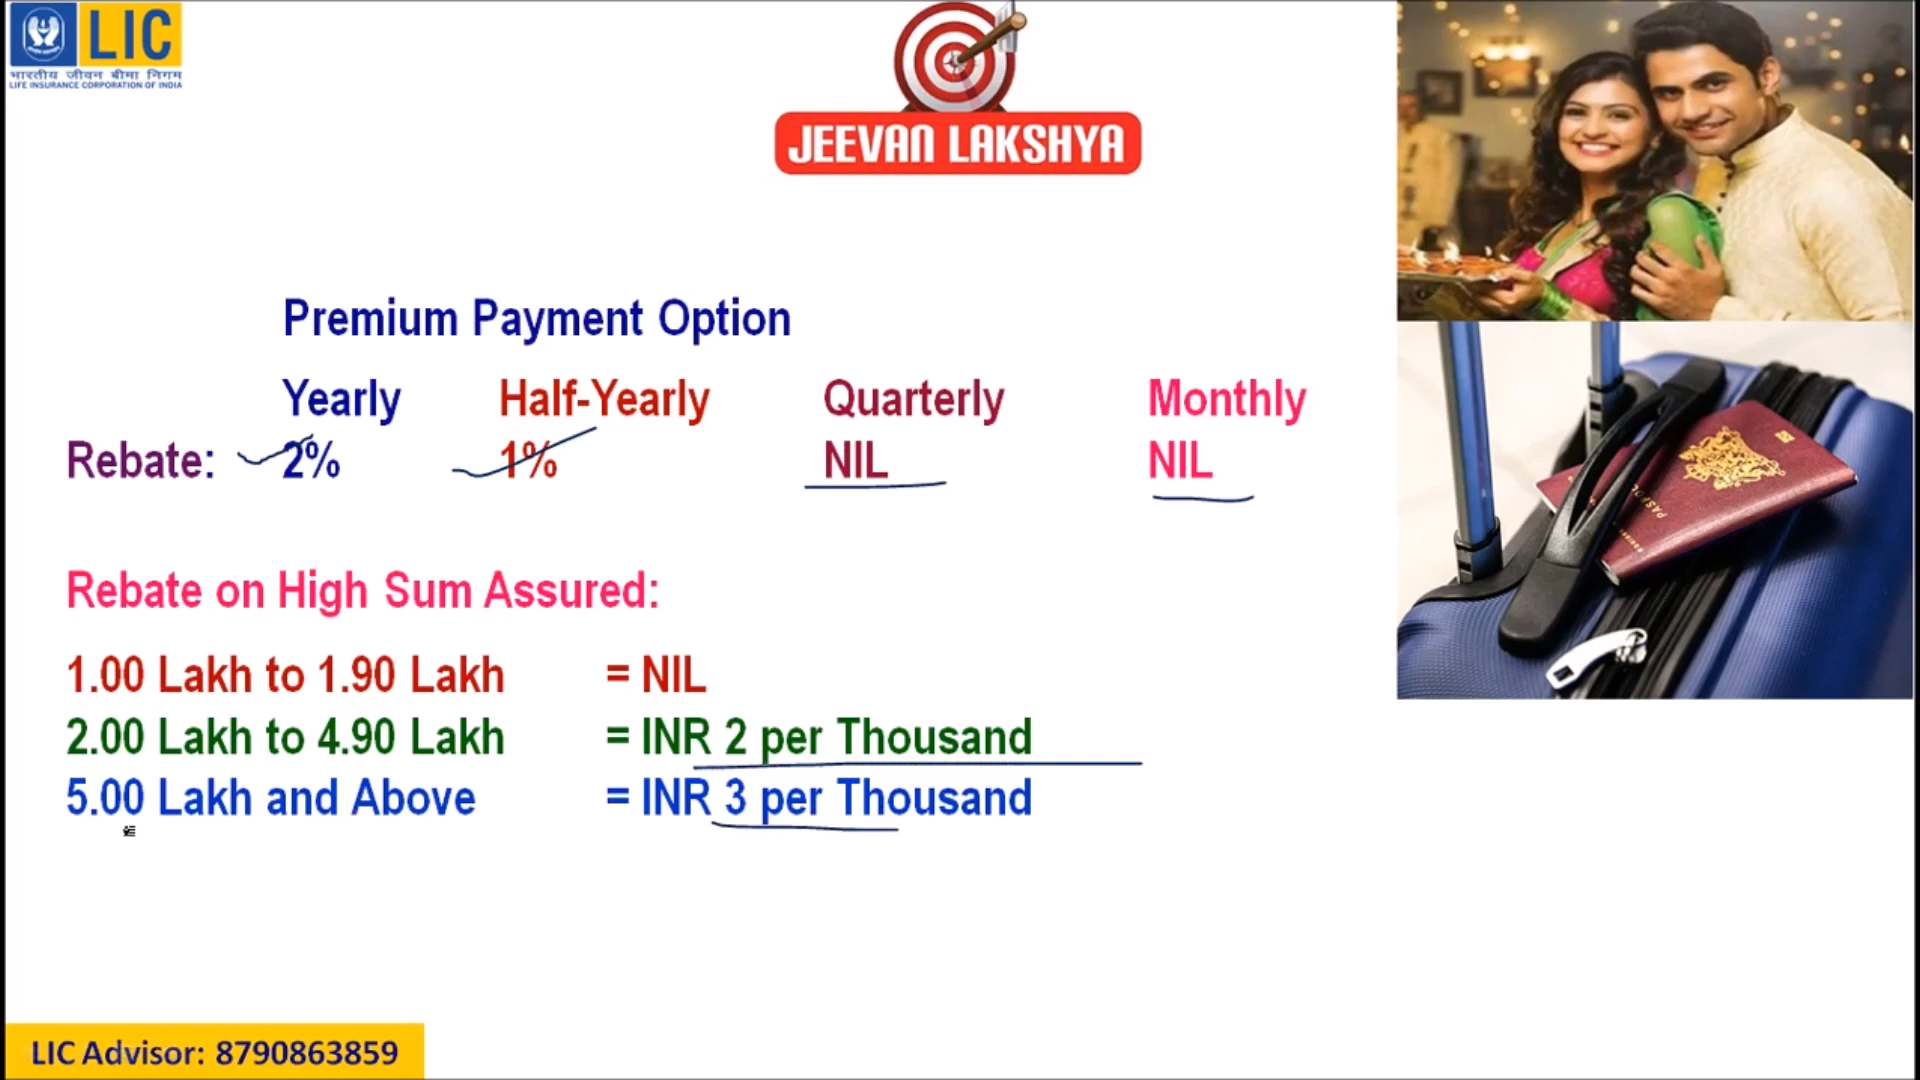 LIC
भारतीय जीवन बीमा निगम
LIFE INSURANCE CORPORATION OF INDIA
JEEVAN LAKSHYA
Premium Payment Option
Yearly Half-Yearly Quarterly Monthly
Rebate: 2% 1% NIL NIL
Rebate on High Sum Assured:
1.00 Lakh to 1.90 Lakh = NIL
2.00 Lakh to 4.90 Lakh = INR 2 per Thousand
5.00 Lakh and Above = INR 3 per Thousand
LIC Advisor: 8790863859